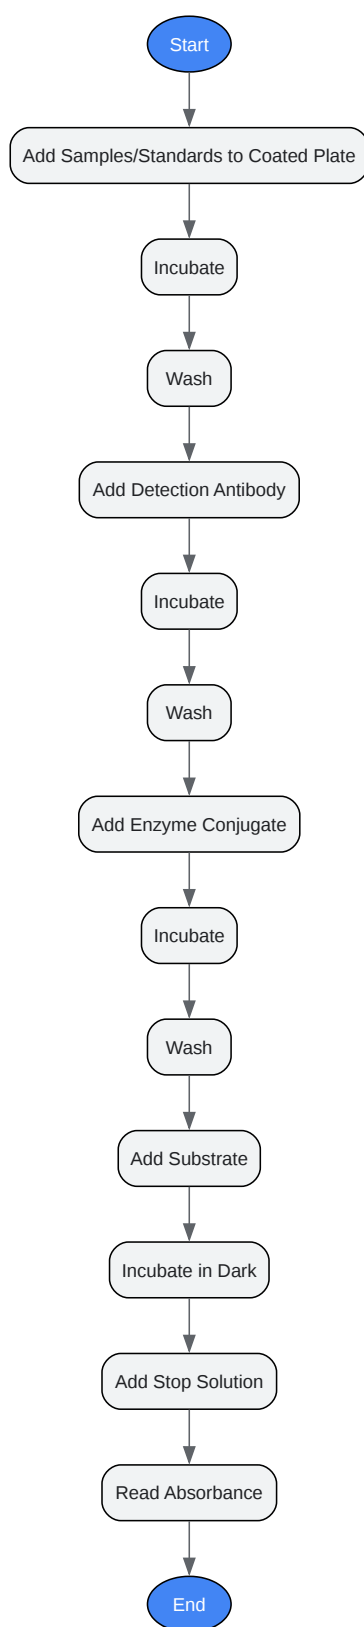 Start
Add Samples/Standards to Coated Plate
Incubate
Wash
Add Detection Antibody
Incubate
Wash
Add Enzyme Conjugate
Incubate
Wash
Add Substrate
Incubate in Dark
Add Stop Solution
Read Absorbance
End